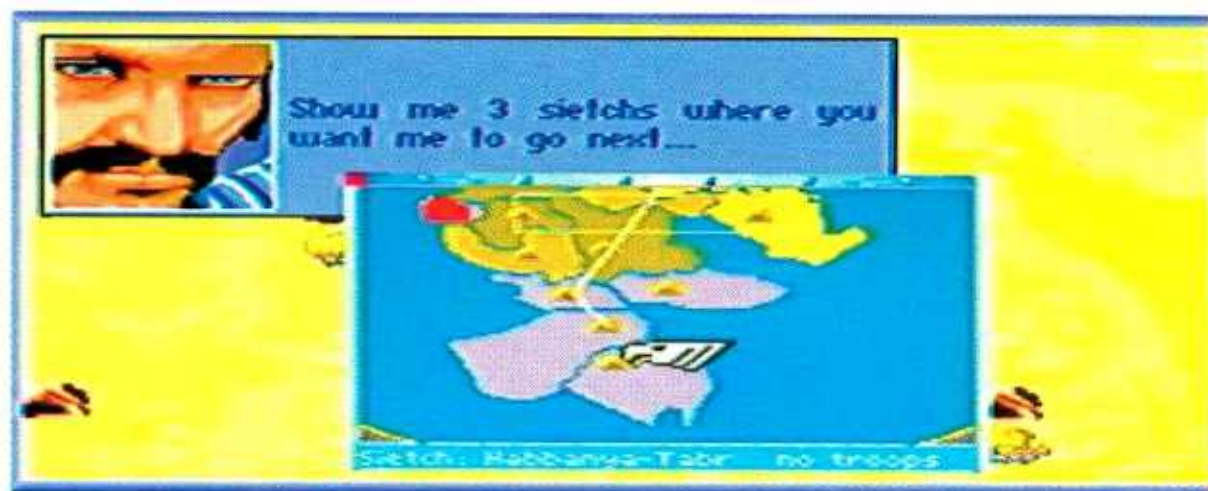 Show me 3 sietchs where you
want me to go next...
Sietch: Habbanya-Tabr no troops